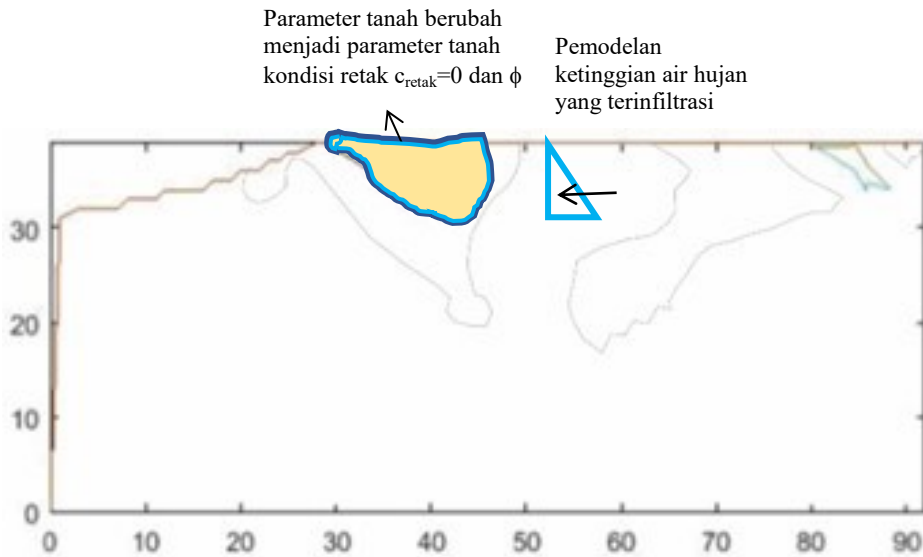 Parameter tanah berubah
menjadi parameter tanah
kondisi retak cretak=0 dan ϕ
Pemodelan
ketinggian air hujan
yang terinfiltrasi
30
20
10
0
0 10 20 30 40 50 60 70 80 90